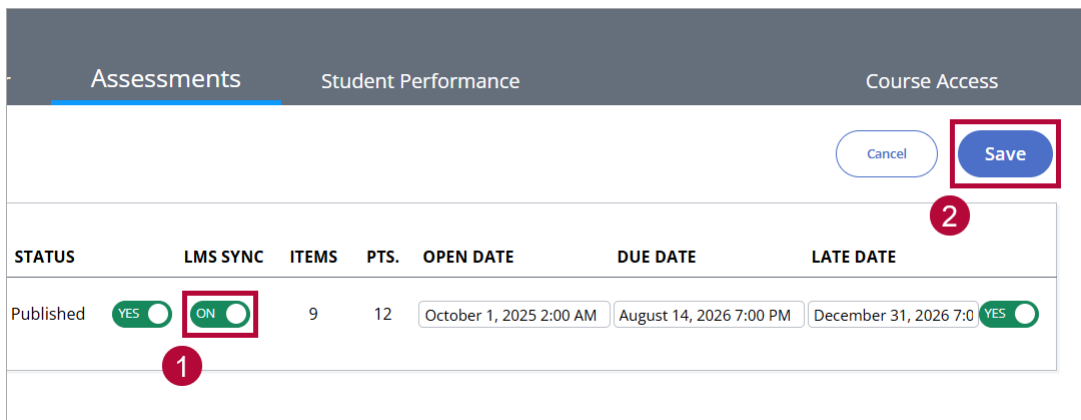 Assessments Student Performance Course Access
Cancel Save
2
STATUS LMS SYNC ITEMS PTS. OPEN DATE DUE DATE LATE DATE
Published YES ON 9 12 October 1, 2025 2:00 AM August 14, 2026 7:00 PM December 31, 2026 7:0 YES
1